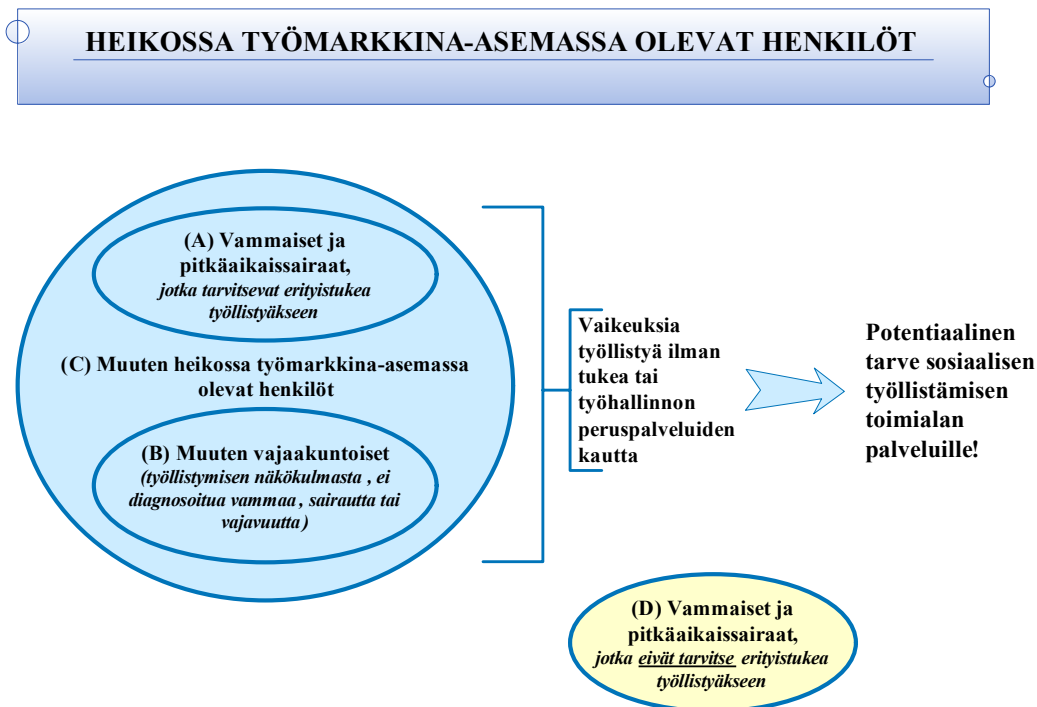 HEIKOSSA TYÖMARKKINA-ASEMASSA OLEVAT HENKILÖT
(A) Vammaiset ja
pitkäaikaissairaat,
jotka tarvitsevat erityistukea
työllistyäkseen
(C) Muuten heikossa työmarkkina-asemassa
olevat henkilöt
(B) Muuten vajaakuntoiset
(työllistymisen näkökulmasta , ei
diagnosoitua vammaa , sairautta tai
vajavuutta )
Vaikeuksia
työllistyä ilman
tukea tai
työhallinnon
peruspalveluiden
kautta
Potentiaalinen
tarve sosiaalisen
työllistämisen
toimialan
palveluille!
(D) Vammaiset ja
pitkäaikaissairaat,
jotka eivät tarvitse erityistukea
työllistyäkseen